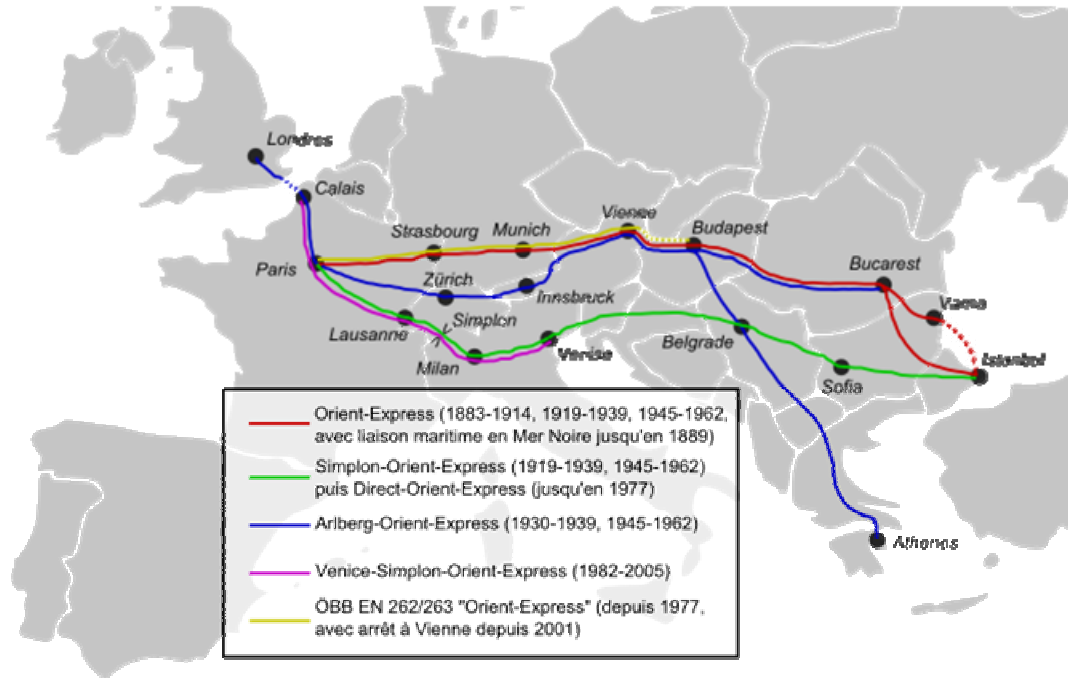 Londres
Calais
Strasbourg
Munich
Vienne
Budapest
Paris
Zürich
Innsbruck
Bucarest
Varna
Lausanne
Simplon
Milan
Venise
Belgrade
Sofia
Istanbul
Orient-Express (1883-1914, 1919-1939, 1945-1962,
avec liaison maritime en Mer Noire jusqu'en 1889)
Simplon-Orient-Express (1919-1939, 1945-1962)
puis Direct-Orient-Express (jusqu'en 1977)
Arlberg-Orient-Express (1930-1939, 1945-1962)
Venice-Simplon-Orient-Express (1982-2005)
ÖBB EN 262/263 "Orient-Express" (depuis 1977,
avec arrêt à Vienne depuis 2001)
Athenes